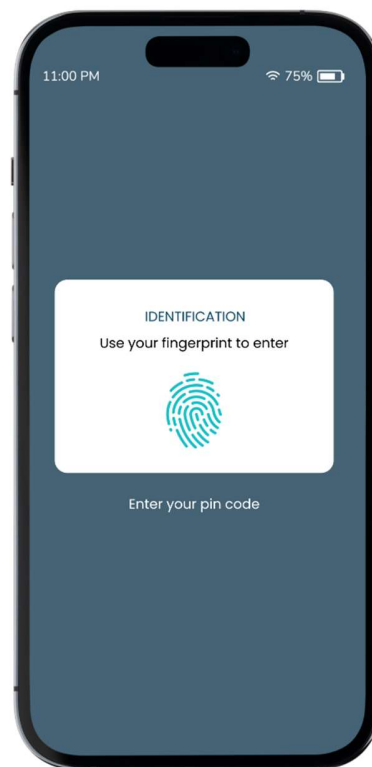 11:00 PM 75%
IDENTIFICATION
Use your fingerprint to enter
Enter your pin code